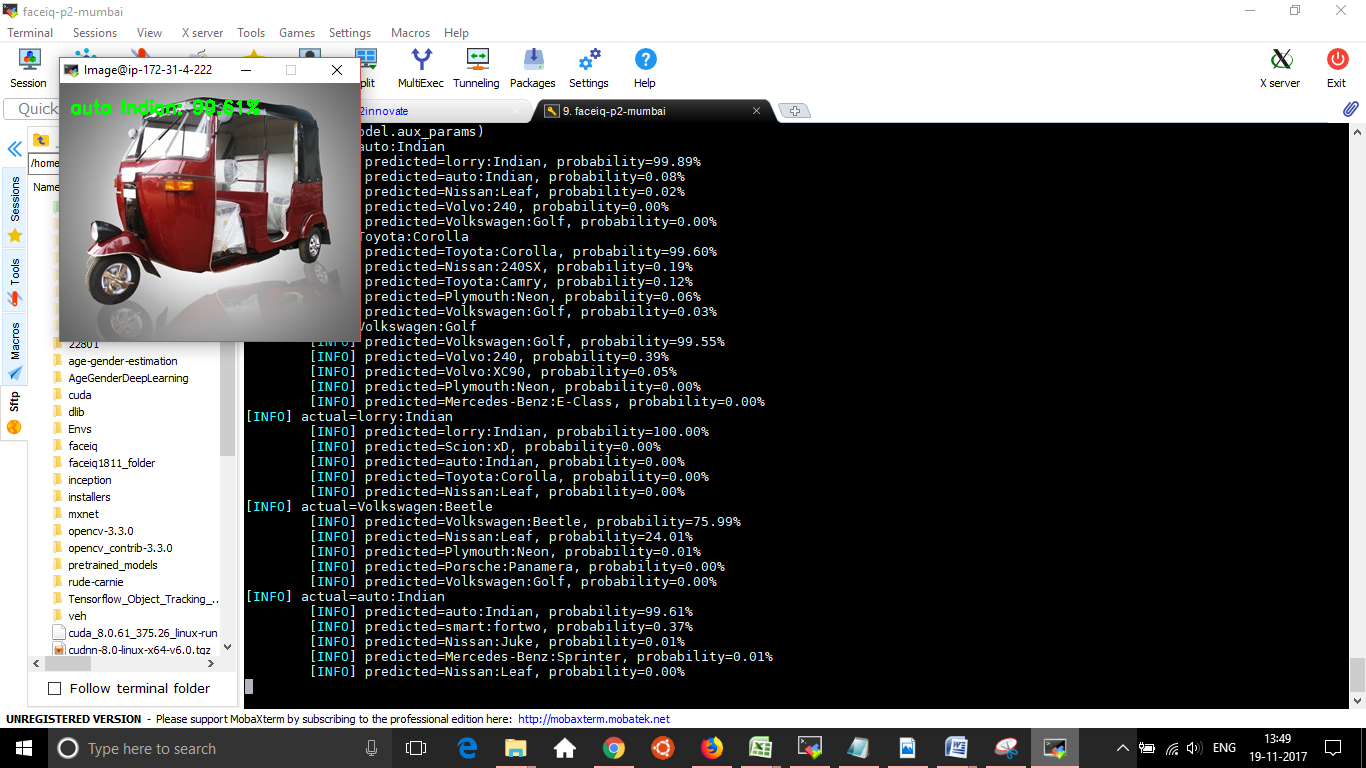 faceiq-p2-mumbai
Terminal Sessions View X server Tools Games Settings Macros Help
Image@ip-172-31-4-222
Session
MultiExec Tunneling Packages Settings Help
X server Exit
Quick
9. faceiq-p2-mumbai
auto Indian: 99.61%
/home
Name
Sessions
Tools
Macros
Sftp
22801
age-gender-estimation
AgeGenderDeepLearning
cuda
dlib
Envs
faceiq
faceiq1811_folder
inception
installers
mxnet
opencv-3.3.0
opencv_contrib-3.3.0
pretrained_models
rude-carnie
Tensorflow_Object_Tracking_..
veh
cuda_8.0.61_375.26_linux-run
cudnn-8.0-linux-x64-v6.0.tgz
Follow terminal folder
odel.aux_params)
auto:Indian
predicted=lorry:Indian, probability=99.89%
predicted=auto:Indian, probability=0.08%
predicted=Nissan:Leaf, probability=0.02%
predicted=Volvo:240, probability=0.00%
predicted=Volkswagen:Golf, probability=0.00%
Toyota:Corolla
predicted=Toyota:Corolla, probability=99.60%
predicted=Nissan:240SX, probability=0.19%
predicted=Toyota:Camry, probability=0.12%
predicted=Plymouth:Neon, probability=0.06%
predicted=Volkswagen:Golf, probability=0.03%
Volkswagen:Golf
[INFO] predicted=Volkswagen:Golf, probability=99.55%
[INFO] predicted=Volvo:240, probability=0.39%
[INFO] predicted=Volvo:XC90, probability=0.05%
[INFO] predicted=Plymouth:Neon, probability=0.00%
[INFO] predicted=Mercedes-Benz:E-Class, probability=0.00%
[INFO] actual=lorry:Indian
[INFO] predicted=lorry:Indian, probability=100.00%
[INFO] predicted=Scion:xD, probability=0.00%
[INFO] predicted=auto:Indian, probability=0.00%
[INFO] predicted=Toyota:Corolla, probability=0.00%
[INFO] predicted=Nissan:Leaf, probability=0.00%
[INFO] actual=Volkswagen:Beetle
[INFO] predicted=Volkswagen:Beetle, probability=75.99%
[INFO] predicted=Nissan:Leaf, probability=24.01%
[INFO] predicted=Plymouth:Neon, probability=0.01%
[INFO] predicted=Porsche:Panamera, probability=0.00%
[INFO] predicted=Volkswagen:Golf, probability=0.00%
[INFO] actual=auto:Indian
[INFO] predicted=auto:Indian, probability=99.61%
[INFO] predicted=smart:fortwo, probability=0.37%
[INFO] predicted=Nissan:Juke, probability=0.01%
[INFO] predicted=Mercedes-Benz:Sprinter, probability=0.01%
[INFO] predicted=Nissan:Leaf, probability=0.00%
UNREGISTERED VERSION - Please support MobaXterm by subscribing to the professional edition here: http://mobaxterm.mobatek.net
Type here to search
ENG
13:49
19-11-2017